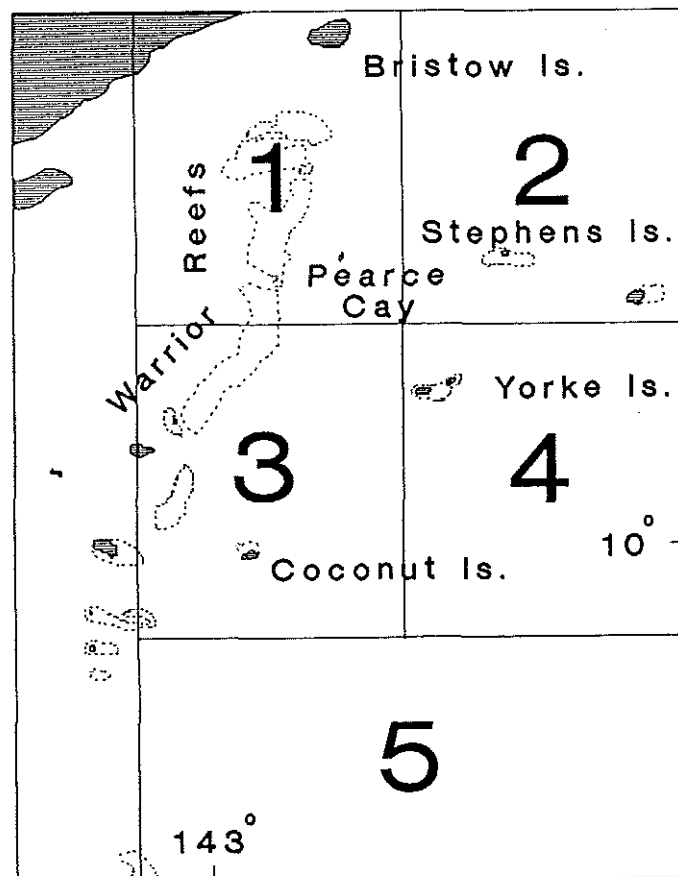 Bristow Is.
1
2
Reefs
Stephens Is.
Pearce
Cay
Warrior
Yorke Is.
3
4
10°
Coconut Is.
5
143°